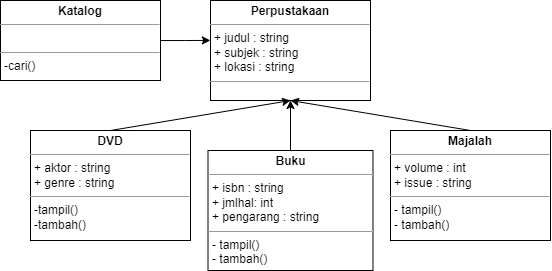 Katalog
-cari()
Perpustakaan
+ judul : string
+ subjek : string
+ lokasi : string
DVD
+ aktor : string
+ genre : string
-tampil()
-tambah()
Buku
+ isbn : string
+ jmlhal: int
+ pengarang : string
- tampil()
- tambah()
Majalah
+ volume : int
+ issue : string
- tampil()
- tambah()